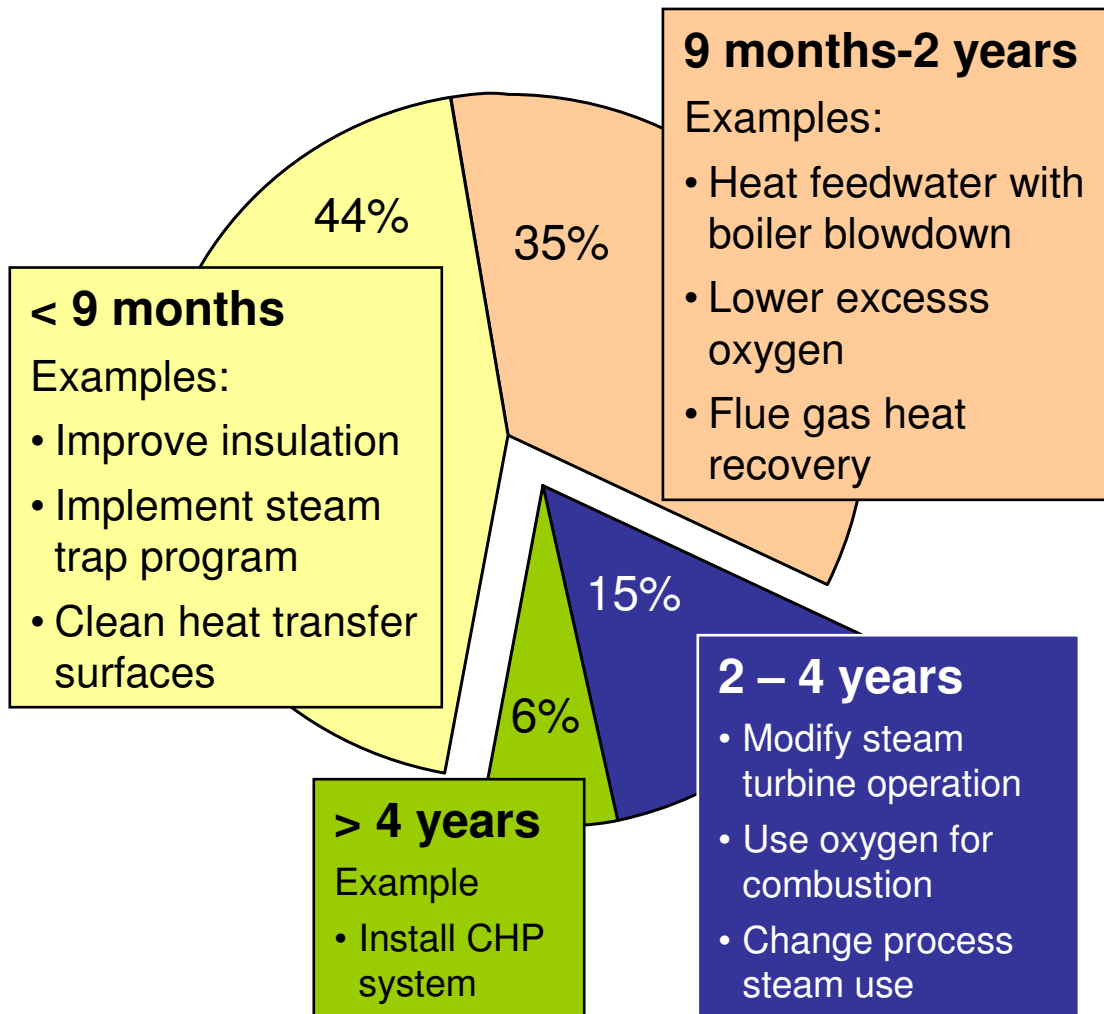 9 months-2 years
Examples:
• Heat feedwater with
boiler blowdown
• Lower excesss
oxygen
• Flue gas heat
recovery
44%
35%
< 9 months
Examples:
• Improve insulation
• Implement steam
trap program
• Clean heat transfer
surfaces
15%
6%
2 – 4 years
• Modify steam
turbine operation
• Use oxygen for
combustion
• Change process
steam use
> 4 years
Example
• Install CHP
system